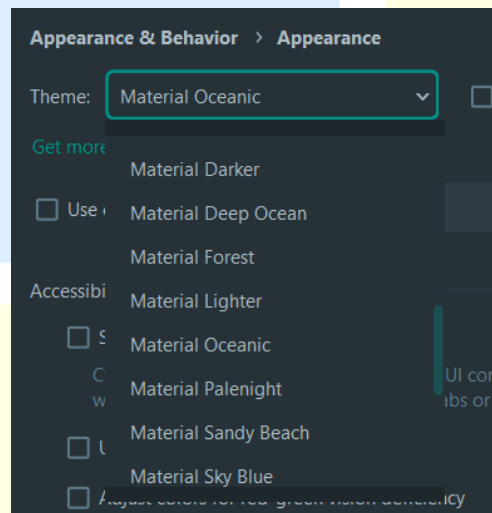 Appearance & Behavior > Appearance
Theme: Material Oceanic
Get more
Material Darker
Use
Material Deep Ocean
Material Forest
Accessibi
Material Lighter
S
Material Oceanic
UI con
Material Palenight
abs or
Material Sandy Beach
U
Material Sky Blue
Adjust colors for red-green vision deficiency